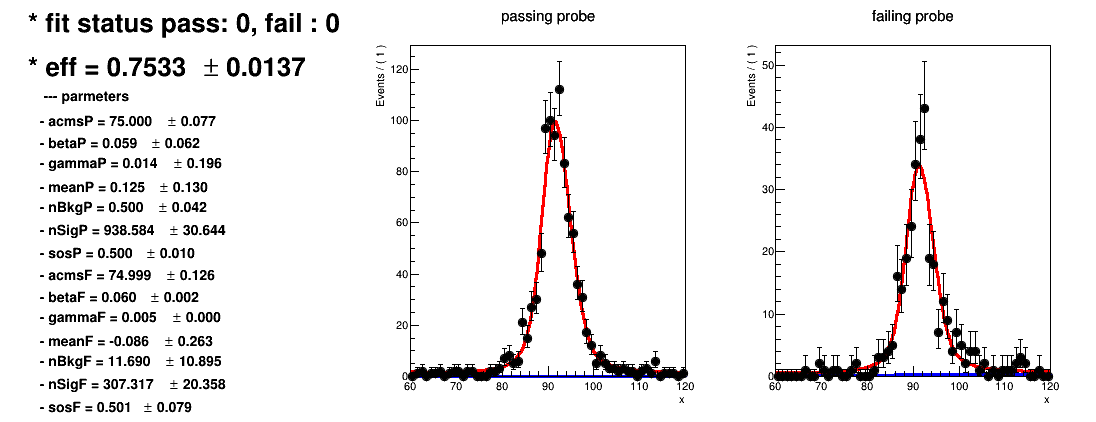 * fit status pass: 0, fail : 0
* eff = 0.7533 ± 0.0137
--- parmeters
- acmsP = 75.000 ± 0.077
- betaP = 0.059 ± 0.062
- gammaP = 0.014 ± 0.196
- meanP = 0.125 ± 0.130
- nBkgP = 0.500 ± 0.042
- nSigP = 938.584 ± 30.644
- sosP = 0.500 ± 0.010
- acmsF = 74.999 ± 0.126
- betaF = 0.060 ± 0.002
- gammaF = 0.005 ± 0.000
- meanF = -0.086 ± 0.263
- nBkgF = 11.690 ± 10.895
- nSigF = 307.317 ± 20.358
- sosF = 0.501 ± 0.079
passing probe
Events / ( 1 )
120
100
80
60
40
20
0
60 70 80 90 100 110 120
x
failing probe
Events / ( 1 )
50
40
30
20
10
0
60 70 80 90 100 110 120
x